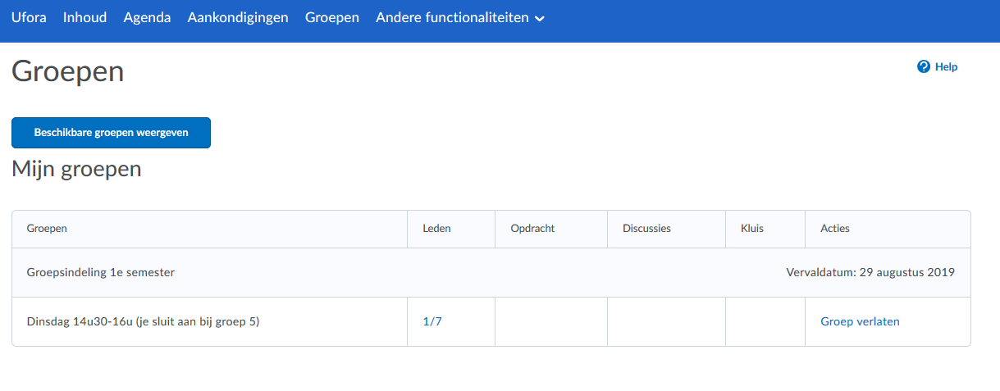 Ufora Inhoud Agenda Aankondigingen Groepen Andere functionaliteiten
Groepen
Help
Beschikbare groepen weergeven
Mijn groepen
Groepen Leden Opdracht Discussies Kluis Acties
Groepsindeling 1e semester Vervaldatum: 29 augustus 2019
Dinsdag 14u30-16u (je sluit aan bij groep 5) 1/7 Groep verlaten